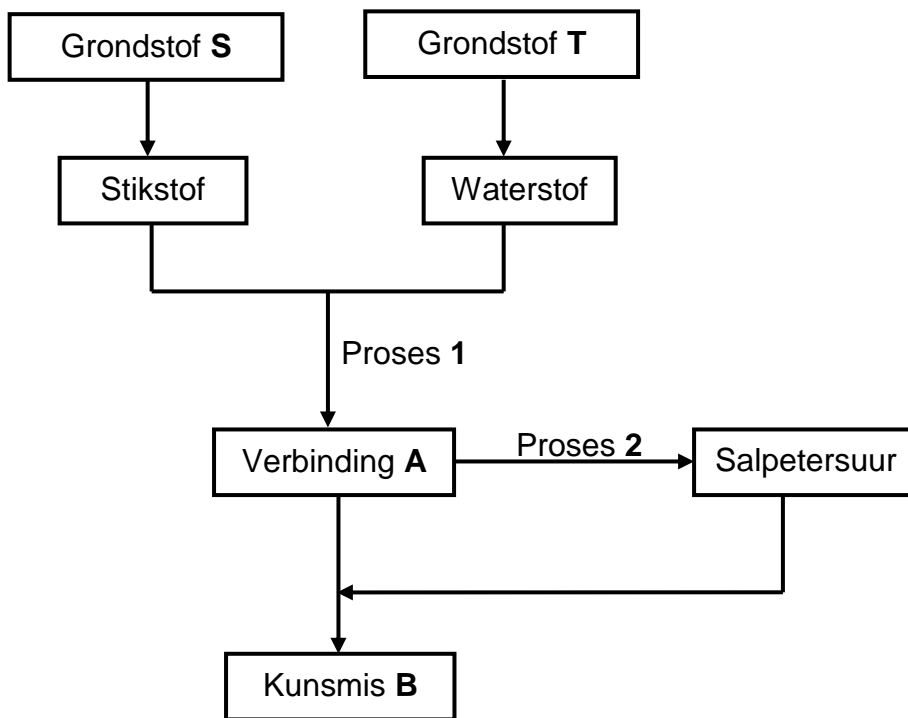 Grondstof S
Grondstof T
Stikstof
Waterstof
Proses 1
Verbinding A
Proses 2
Salpetersuur
Kunsmis B